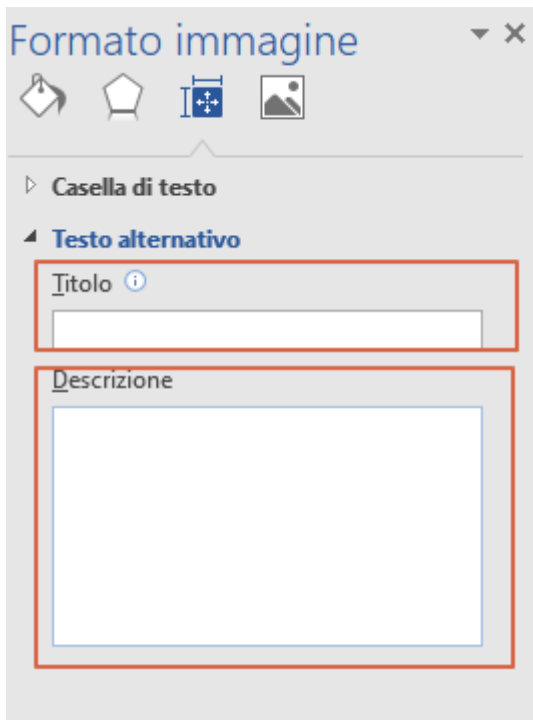 Formato immagine
Casella di testo
Testo alternativo
Titolo
Descrizione